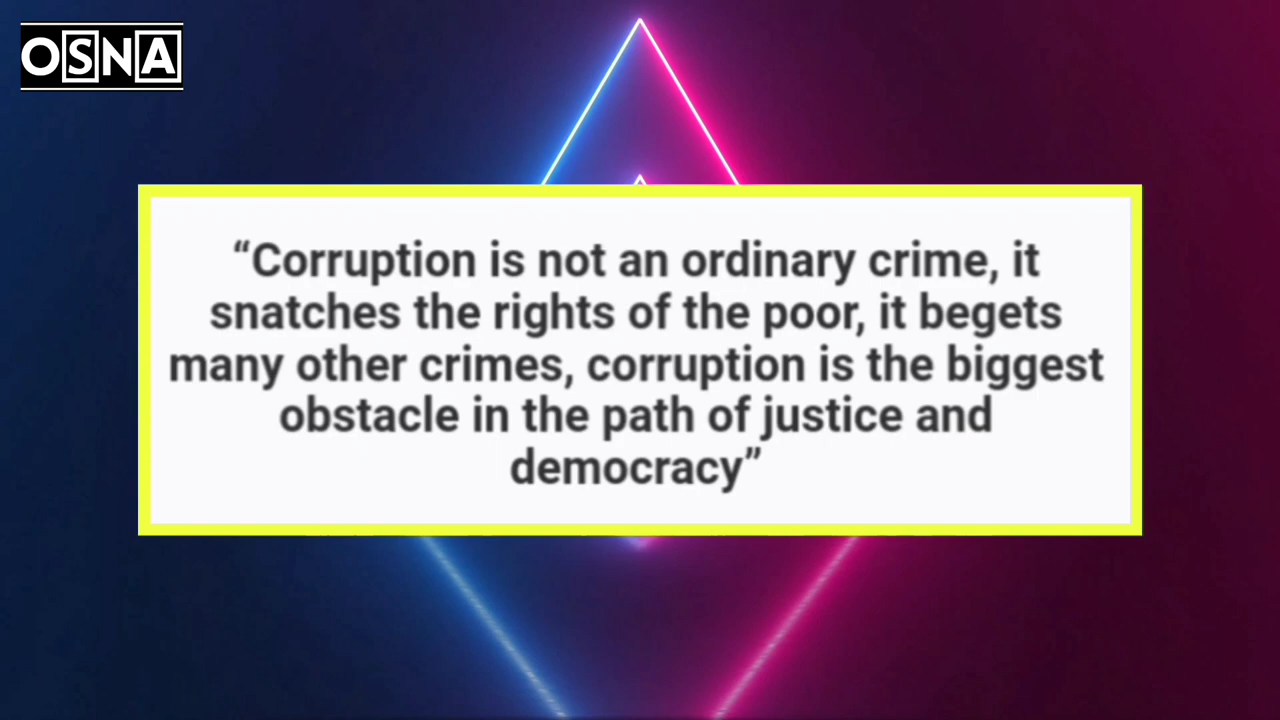 OSNA
“Corruption is not an ordinary crime, it
snatches the rights of the poor, it begets
many other crimes, corruption is the biggest
obstacle in the path of justice and
democracy”